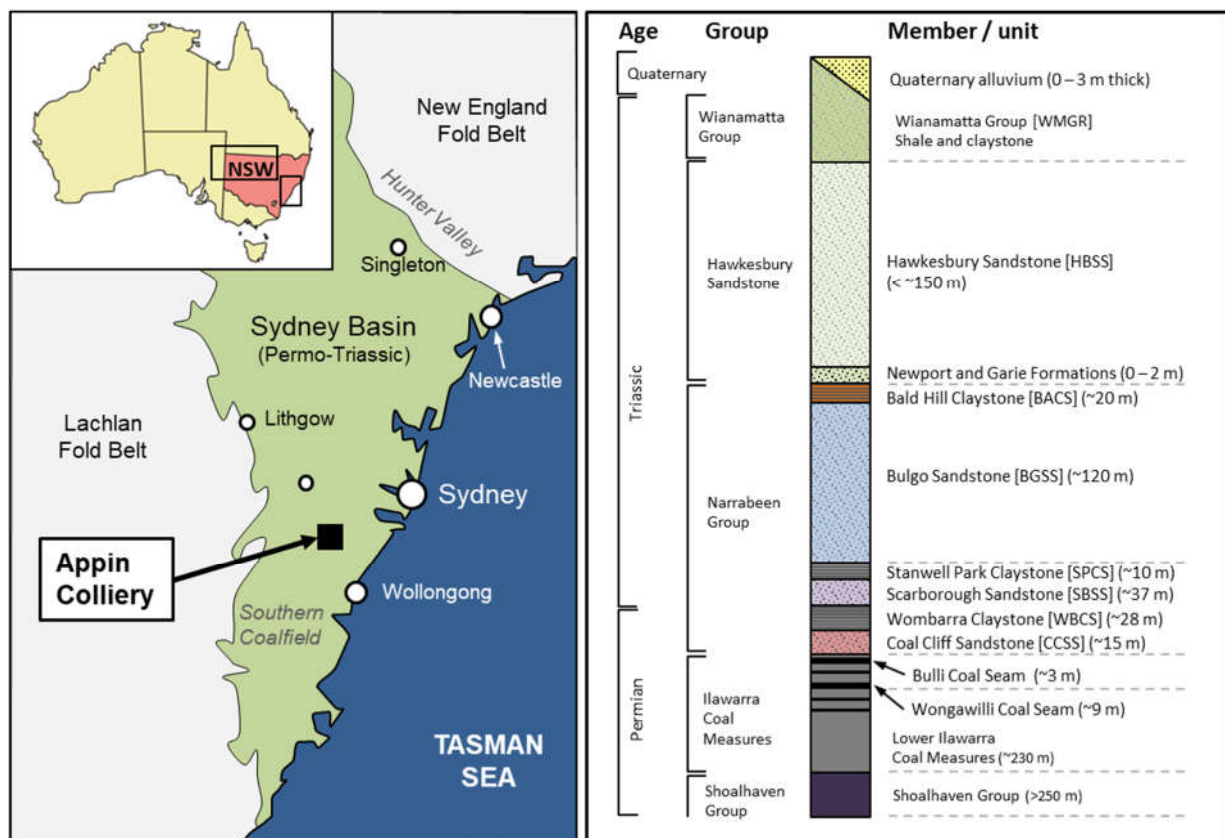 NSW
New England
Fold Belt
Hunter Valley
Singleton
Sydney Basin
(Permo-Triassic)
Newcastle
Lithgow
Lachlan
Fold Belt
Sydney
Appin
Colliery
Wollongong
Southern
Coalfield
TASMAN
SEA
Age Group Member / unit
Quaternary
Quaternary alluvium (0 – 3 m thick)
Wianamatta
Group
Wianamatta Group [WMGR]
Shale and claystone
Triassic
Hawkesbury
Sandstone
Hawkesbury Sandstone [HBSS]
(< ~150 m)
Newport and Garie Formations (0 – 2 m)
Bald Hill Claystone [BACS] (~20 m)
Narrabeen
Group
Bulgo Sandstone [BGSS] (~120 m)
Stanwell Park Claystone [SPCS] (~10 m)
Scarborough Sandstone [SBSS] (~37 m)
Wombarra Claystone [WBCS] (~28 m)
Coal Cliff Sandstone [CCSS] (~15 m)
Permian
Ilawarra
Coal
Measures
Bulli Coal Seam (~3 m)
Wongawilli Coal Seam (~9 m)
Lower Ilawarra
Coal Measures (~230 m)
Shoalhaven
Group
Shoalhaven Group (>250 m)